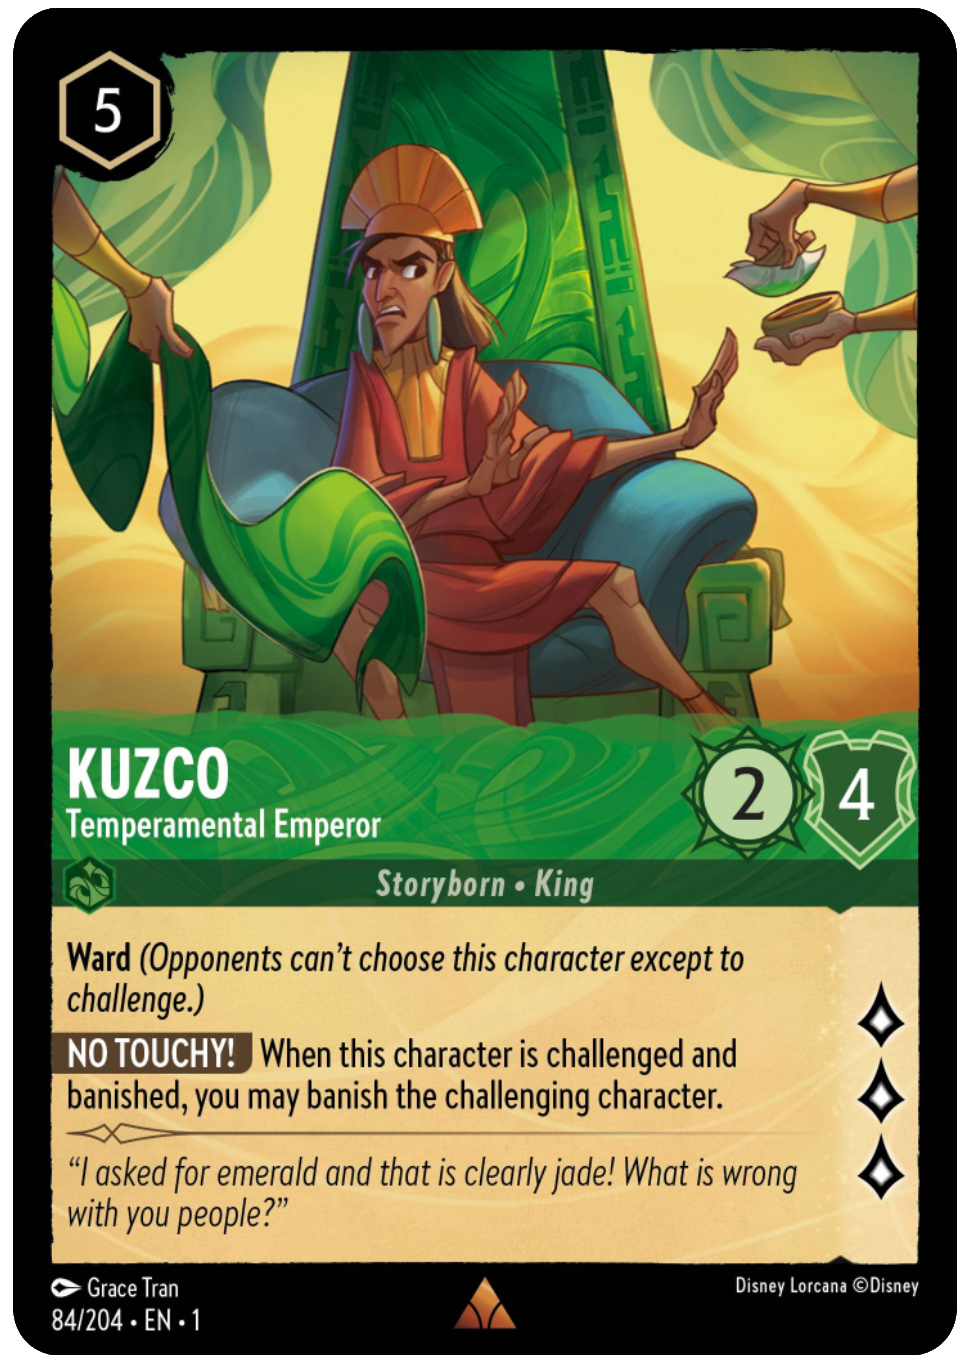 5
KUZCO
Temperamental Emperor
2
4
Storyborn • King
Ward (Opponents can’t choose this character except to
challenge.)
NO TOUCHY! When this character is challenged and
banished, you may banish the challenging character.
“I asked for emerald and that is clearly jade! What is wrong
with you people?”
Grace Tran
Disney Lorcana ©Disney
84/204 • EN • 1